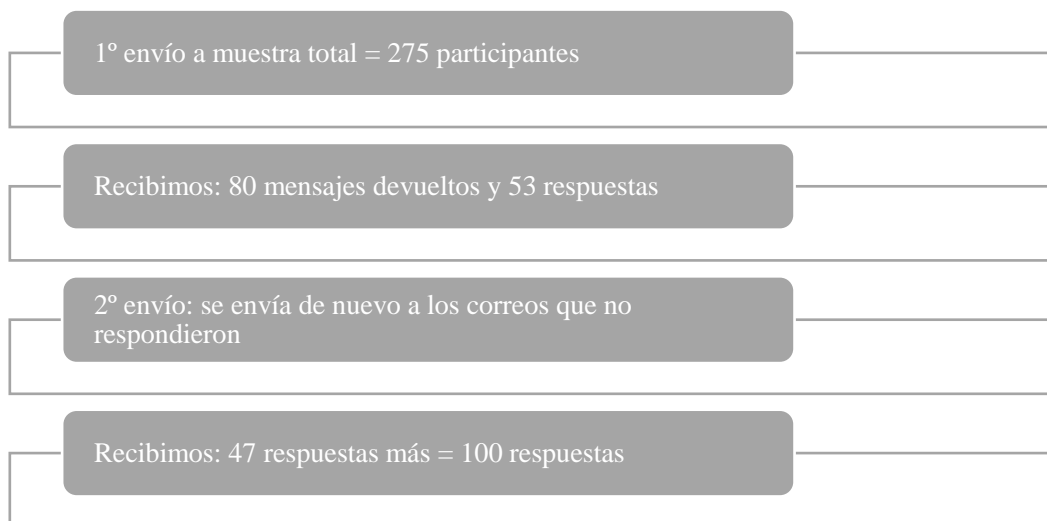 1º envío a muestra total = 275 participantes
Recibimos: 80 mensajes devueltos y 53 respuestas
2º envío: se envía de nuevo a los correos que no
respondieron
Recibimos: 47 respuestas más = 100 respuestas